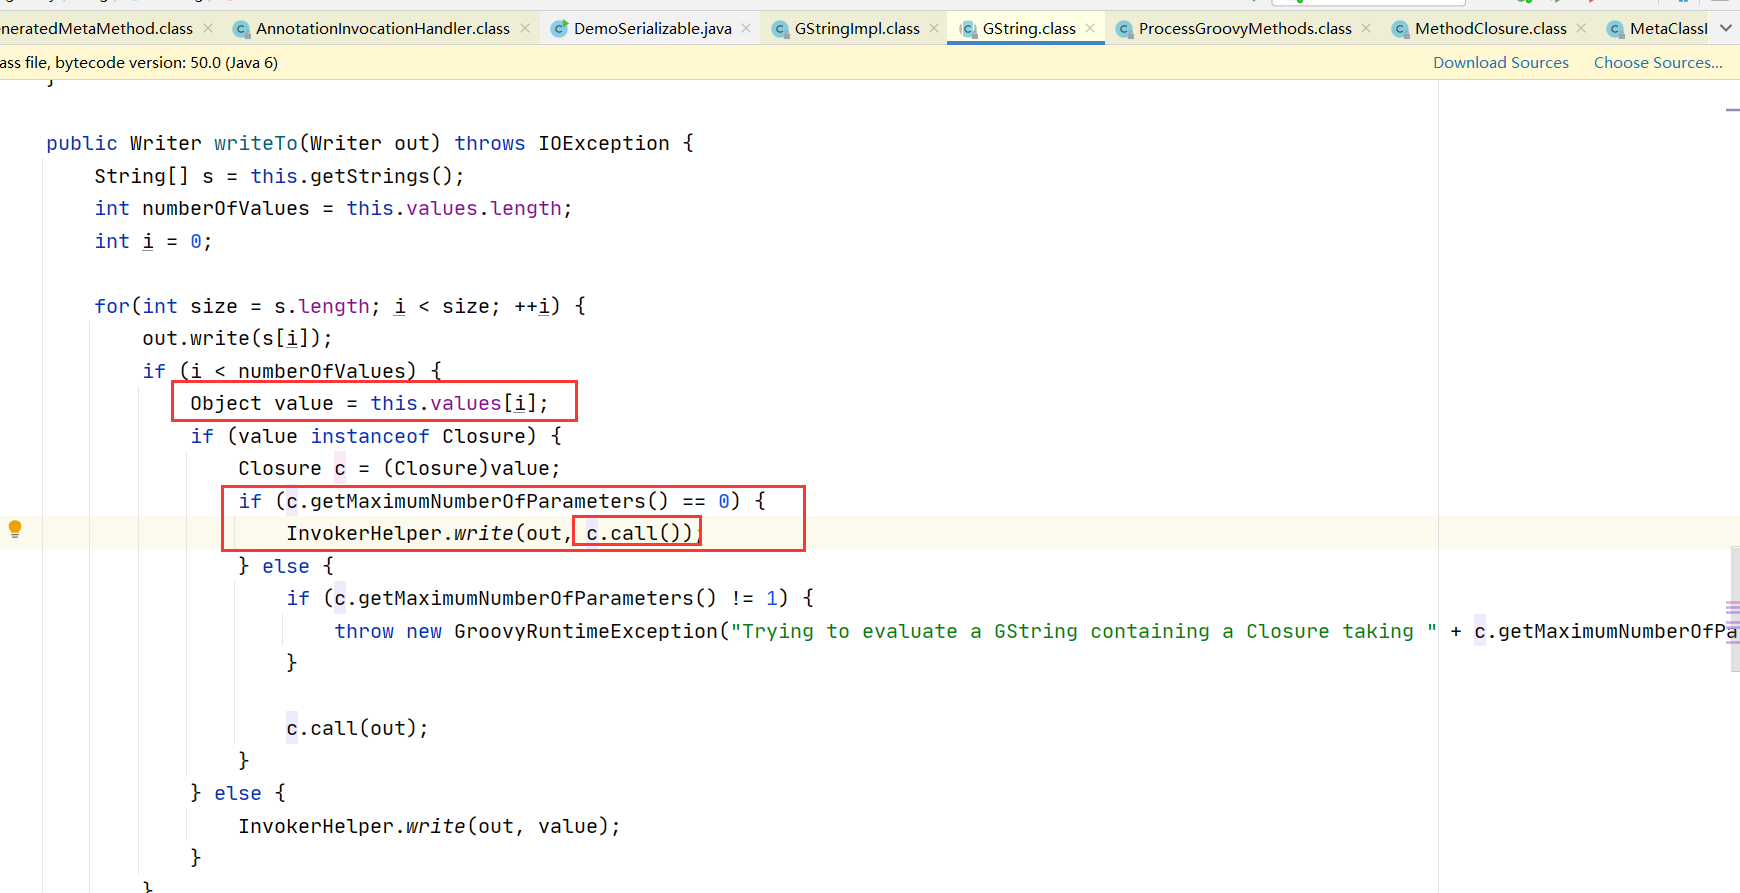 neratedMetaMethod.class AnnotationInvocationHandler.class DemoSerializable.java GStringImpl.class GString.class ProcessGroovyMethods.class MethodClosure.class MetaClassI
ass file, bytecode version: 50.0 (Java 6) Download Sources Choose Sources...
}
public Writer writeTo(Writer out) throws IOException {
String[] s = this.getStrings();
int numberOfValues = this.values.length;
int i = 0;
for(int size = s.length; i < size; ++i) {
out.write(s[i]);
if (i < numberOfValues) {
Object value = this.values[i];
if (value instanceof Closure) {
Closure c = (Closure)value;
if (c.getMaximumNumberOfParameters() == 0) {
InvokerHelper.write(out, c.call());
} else {
if (c.getMaximumNumberOfParameters() != 1) {
throw new GroovyRuntimeException("Trying to evaluate a GString containing a Closure taking " + c.getMaximumNumberOfPa
}
c.call(out);
}
} else {
InvokerHelper.write(out, value);
}
}